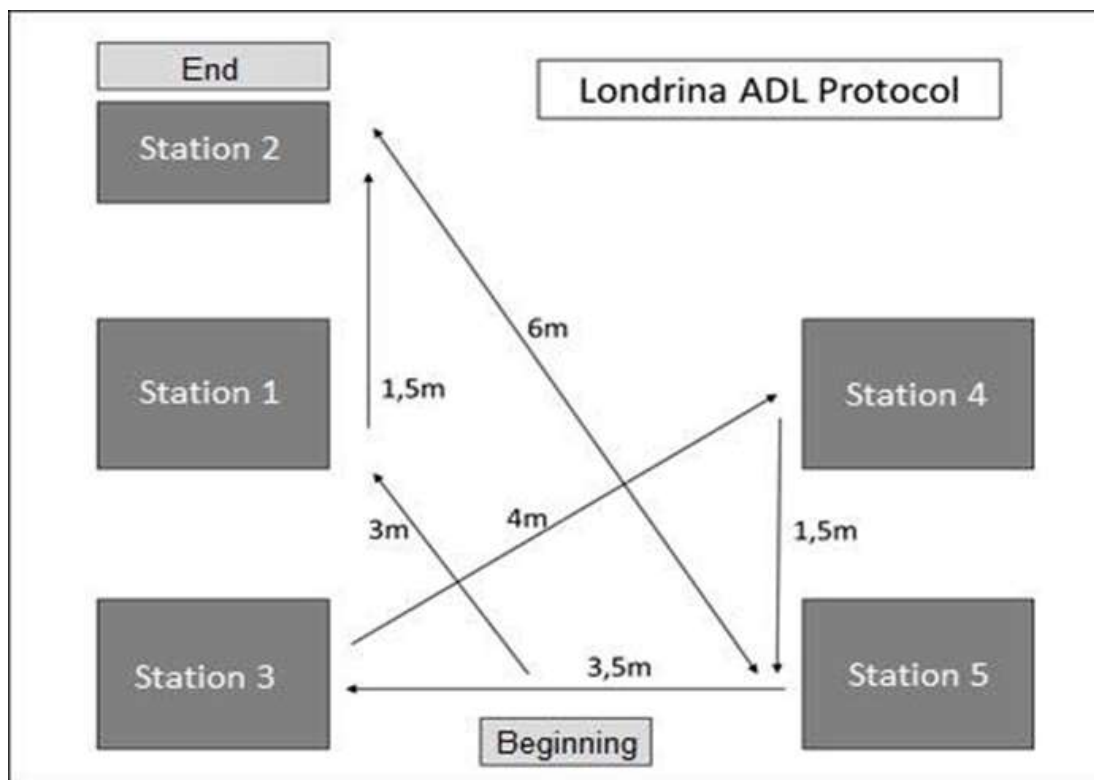 End
Londrina ADL Protocol
Station 2
6m
Station 1
1,5m
Station 4
4m
3m
1,5m
Station 3
3,5m
Station 5
Beginning